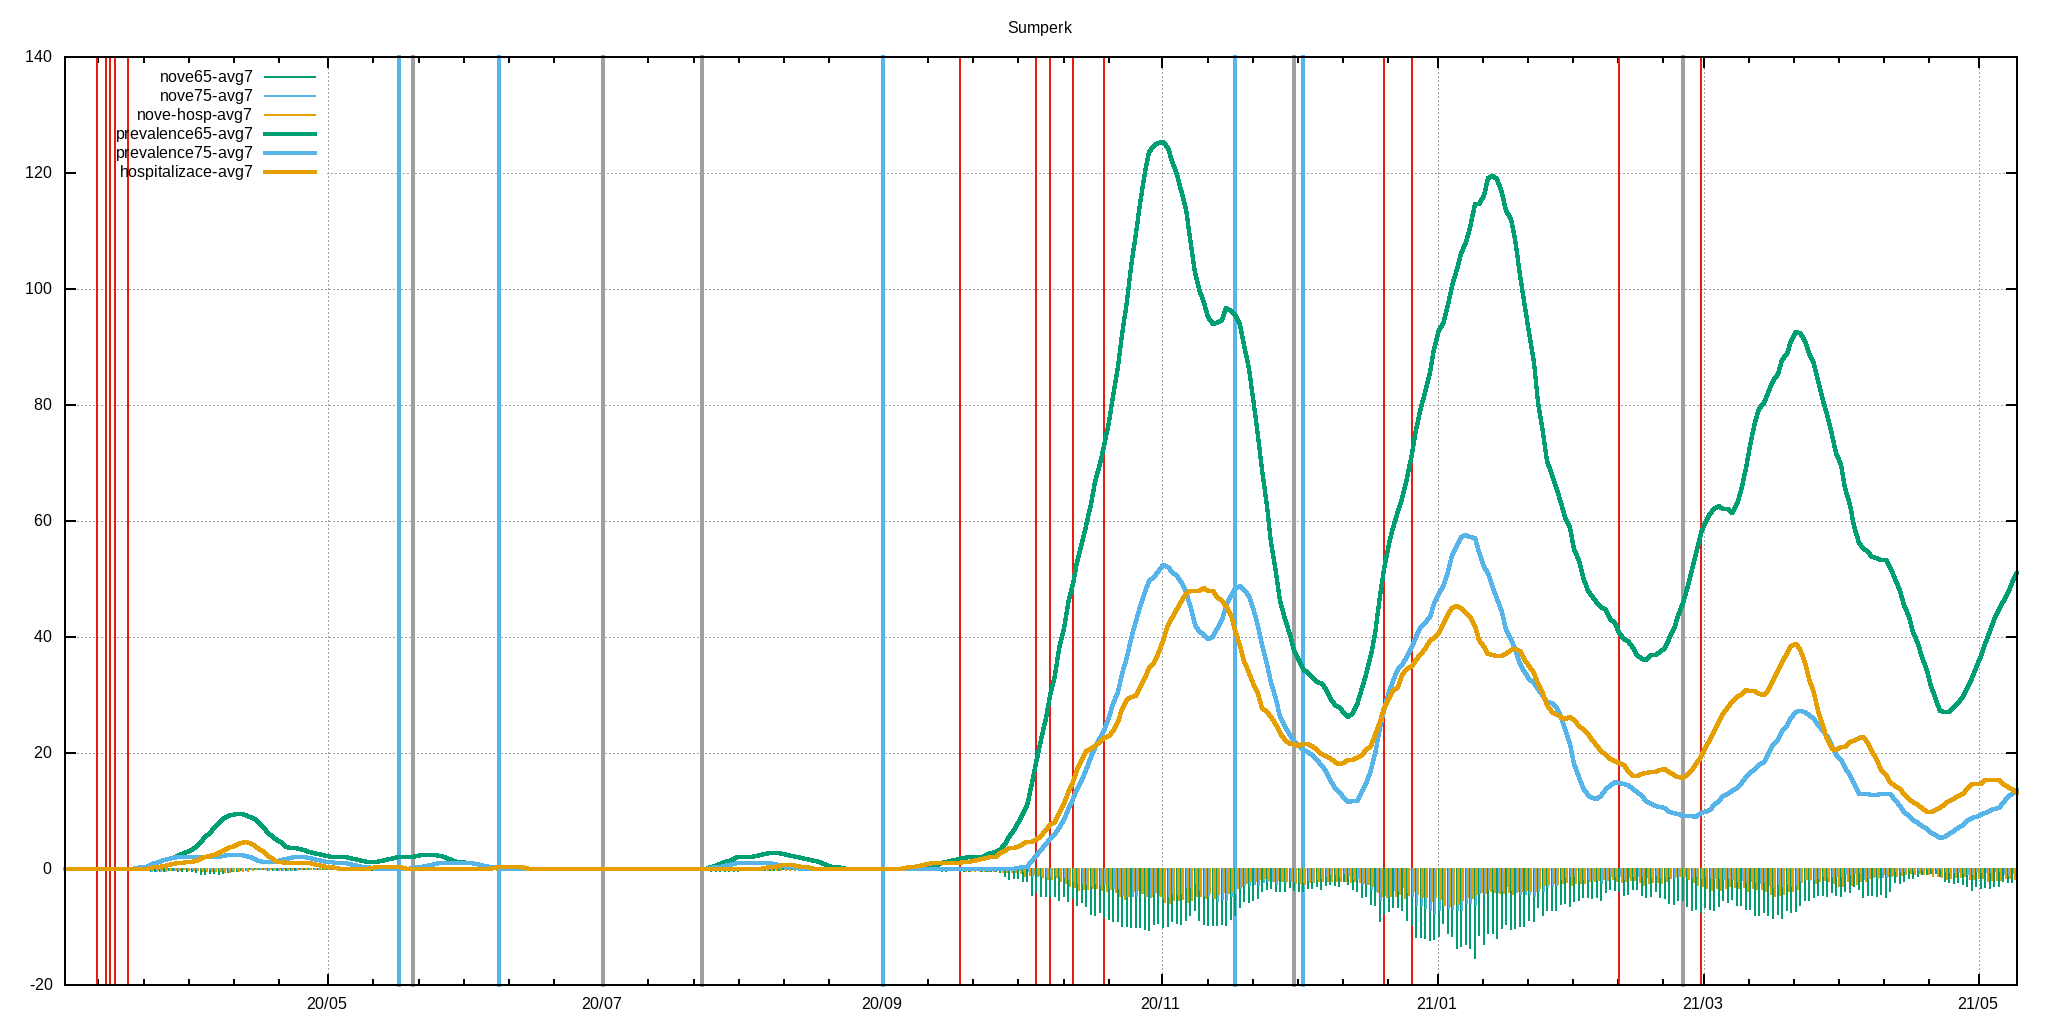 Sumperk
140
120
100
80
60
40
20
0
-20
nove65-avg7
nove75-avg7
nove-hosp-avg7
prevalence65-avg7
prevalence75-avg7
hospitalizace-avg7
20/05 20/07 20/09 20/11 21/01 21/03 21/05